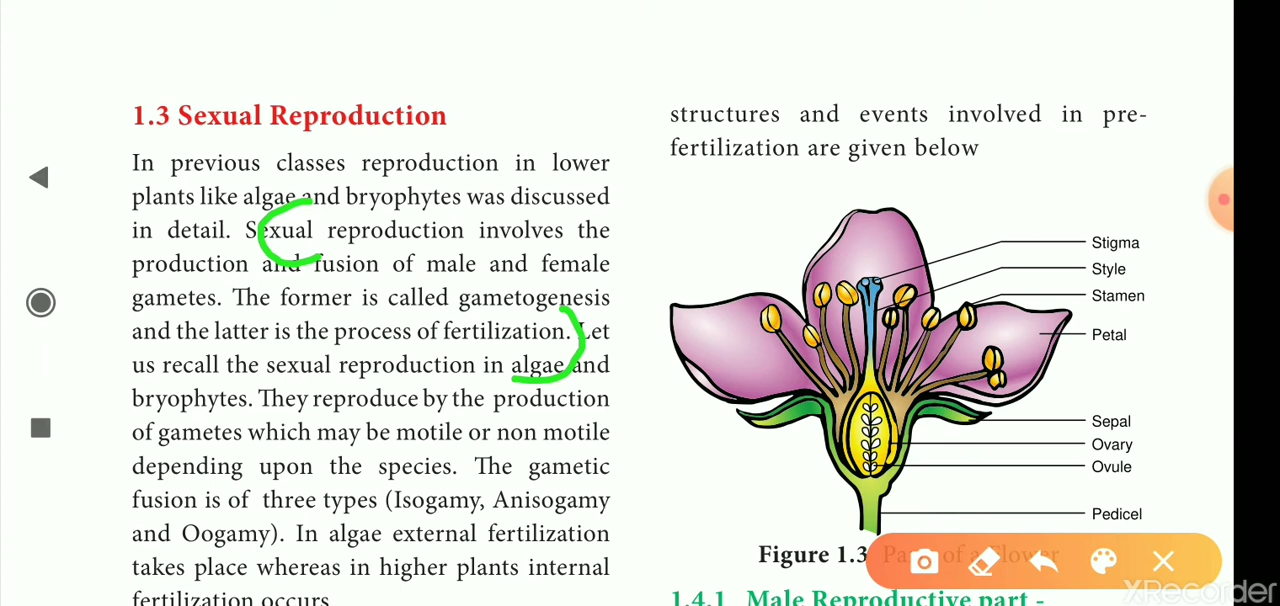 1.3 Sexual Reproduction
In previous classes reproduction in lower
plants like algae and bryophytes was discussed
in detail. Sexual reproduction involves the
production and fusion of male and female
gametes. The former is called gametogenesis
and the latter is the process of fertilization. Let
us recall the sexual reproduction in algae and
bryophytes. They reproduce by the production
of gametes which may be motile or non motile
depending upon the species. The gametic
fusion is of three types (Isogamy, Anisogamy
and Oogamy). In algae external fertilization
takes place whereas in higher plants internal
fertilization occurs
structures and events involved in pre-
fertilization are given below
Stigma
Style
Stamen
Petal
Sepal
Ovary
Ovule
Pedicel
Figure 1.3 Parts of a Flower
1.4.1 Male Reproductive part -
XRecorder